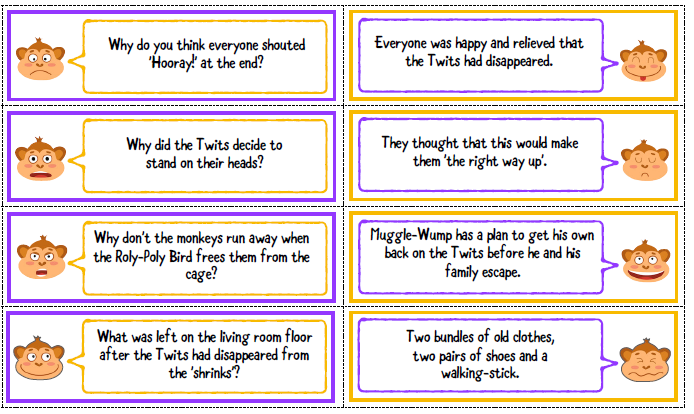 Why do you think everyone shouted
'Hooray!' at the end?
Everyone was happy and relieved that
the Twits had disappeared.
Why did the Twits decide to
stand on their heads?
They thought that this would make
them 'the right way up'.
Why don't the monkeys run away when
the Roly-Poly Bird frees them from the
cage?
Muggle-Wump has a plan to get his own
back on the Twits before he and his
family escape.
What was left on the living room floor
after the Twits had disappeared from
the 'shrinks'?
Two bundles of old clothes,
two pairs of shoes and a
walking-stick.